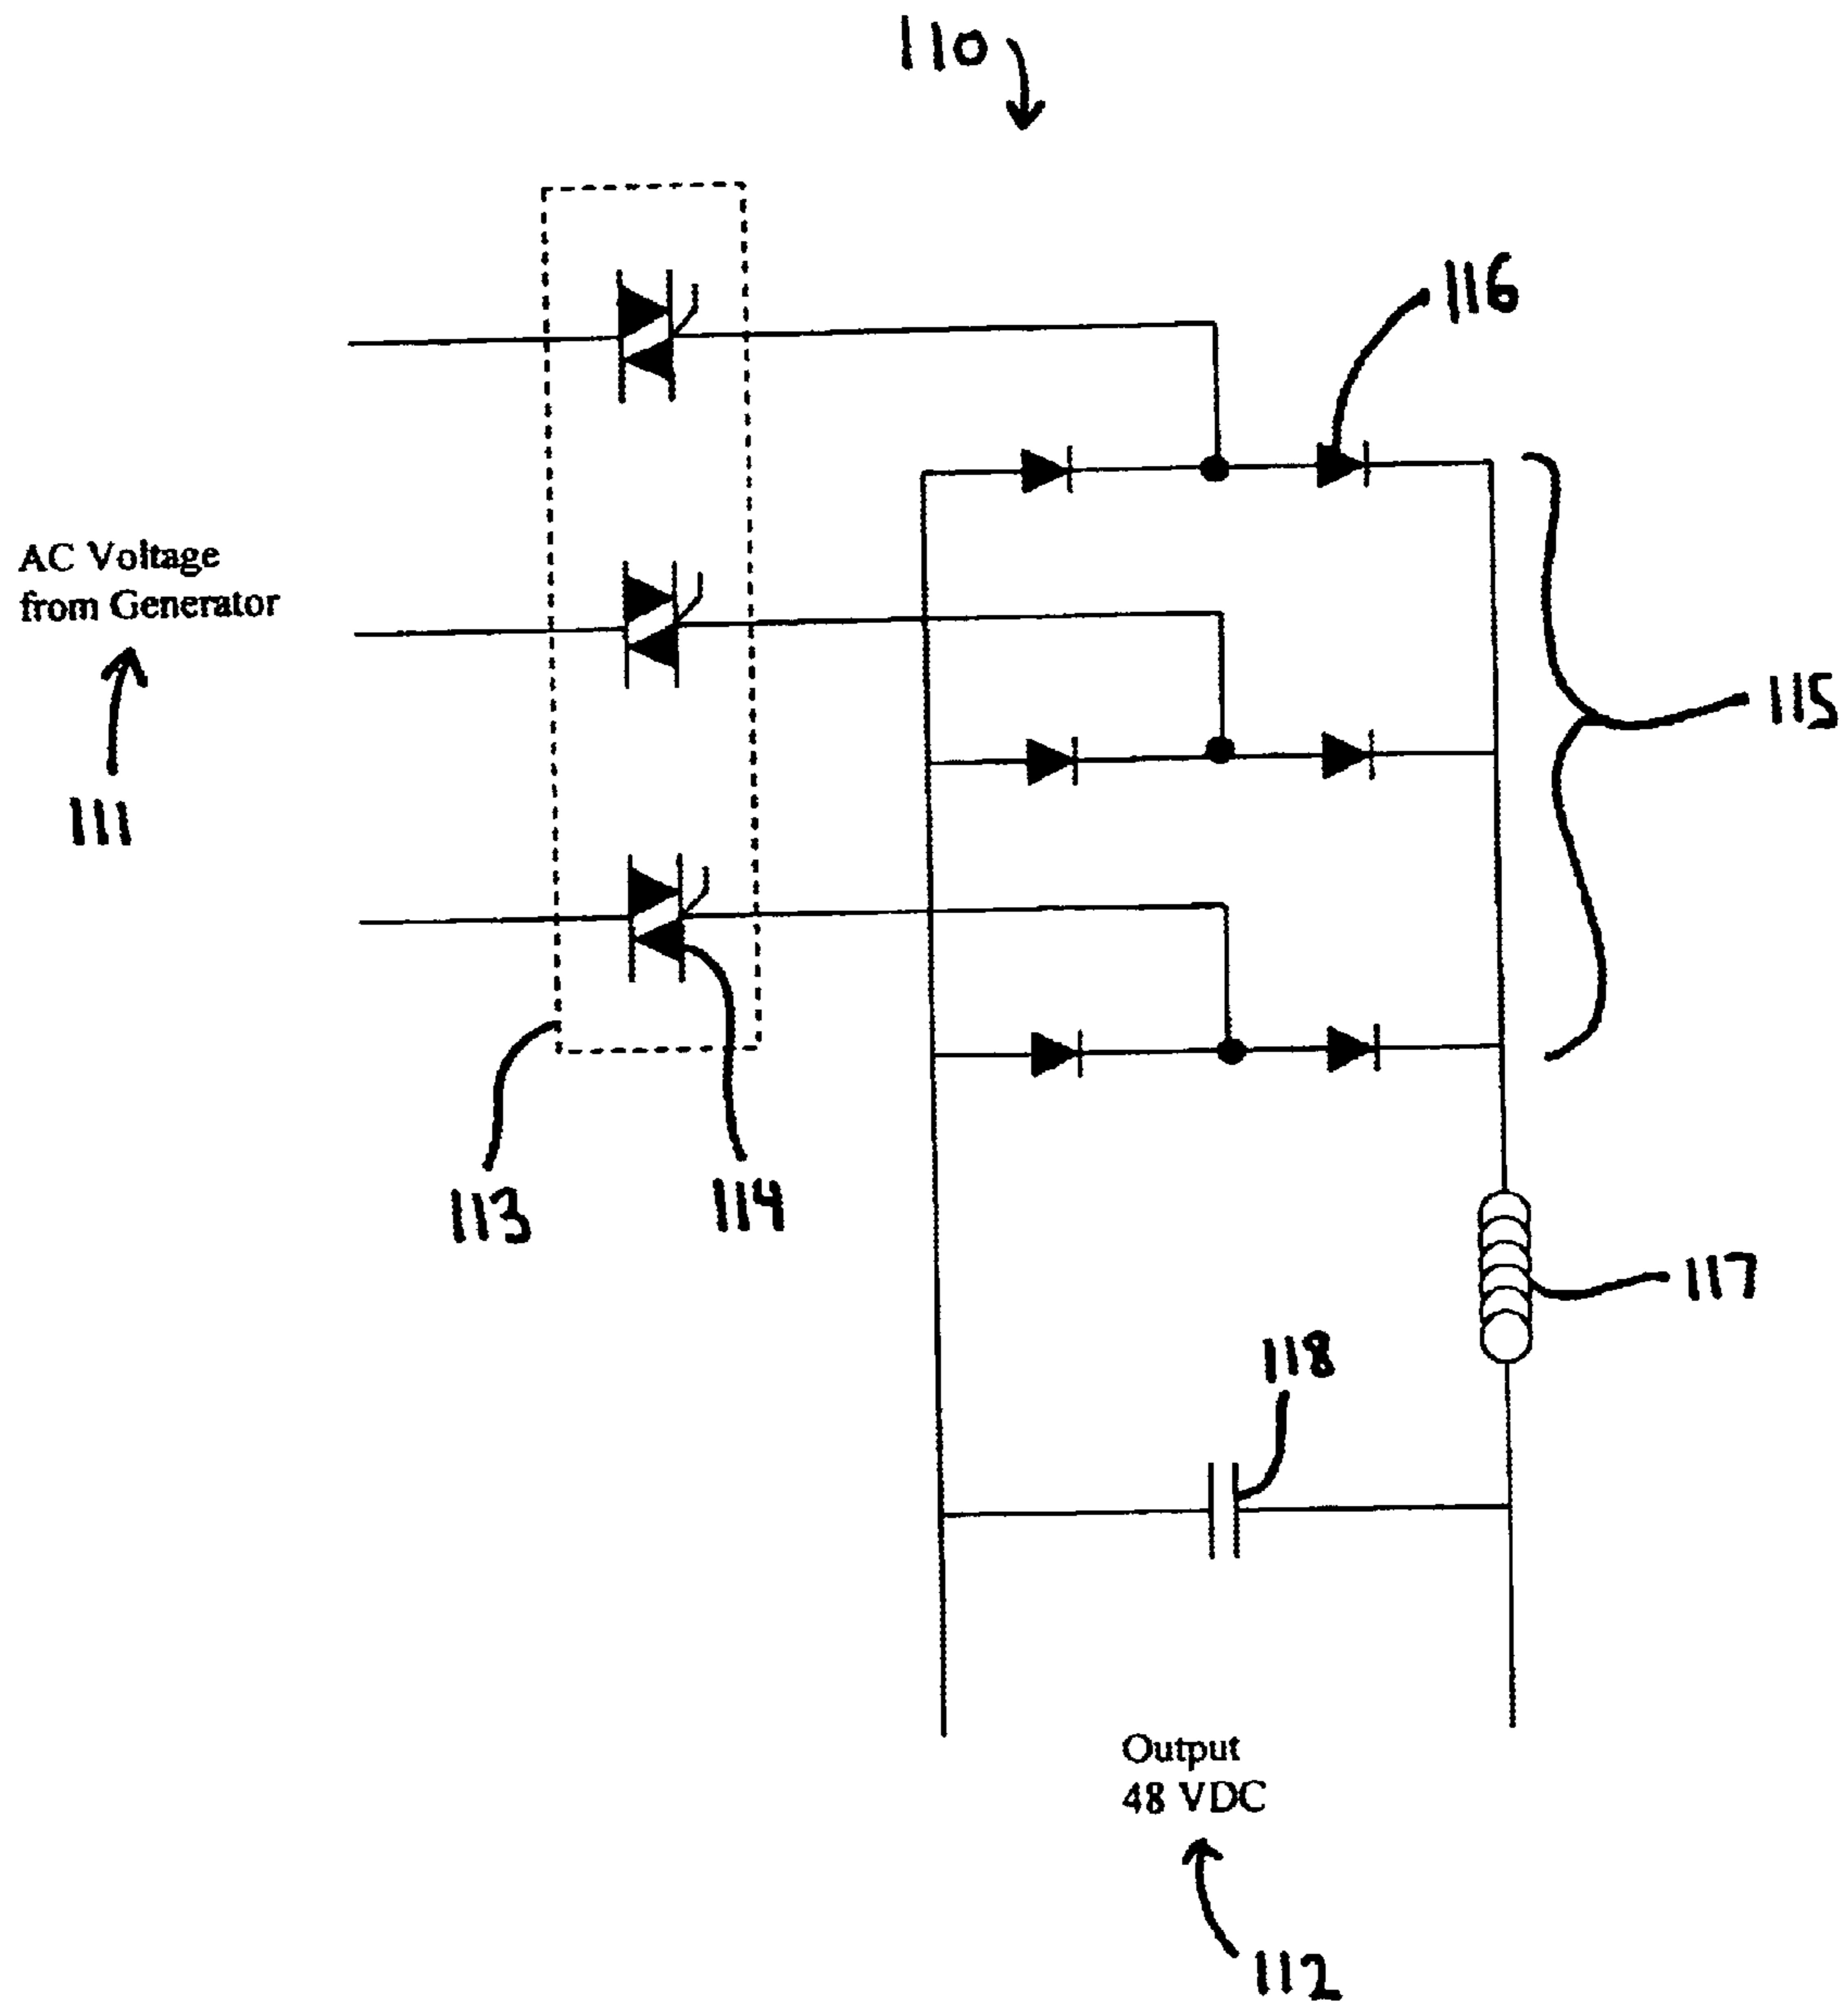 110
116
AC Voltage
from Generator
115
111
113
114
117
118
Output
48 VDC
112